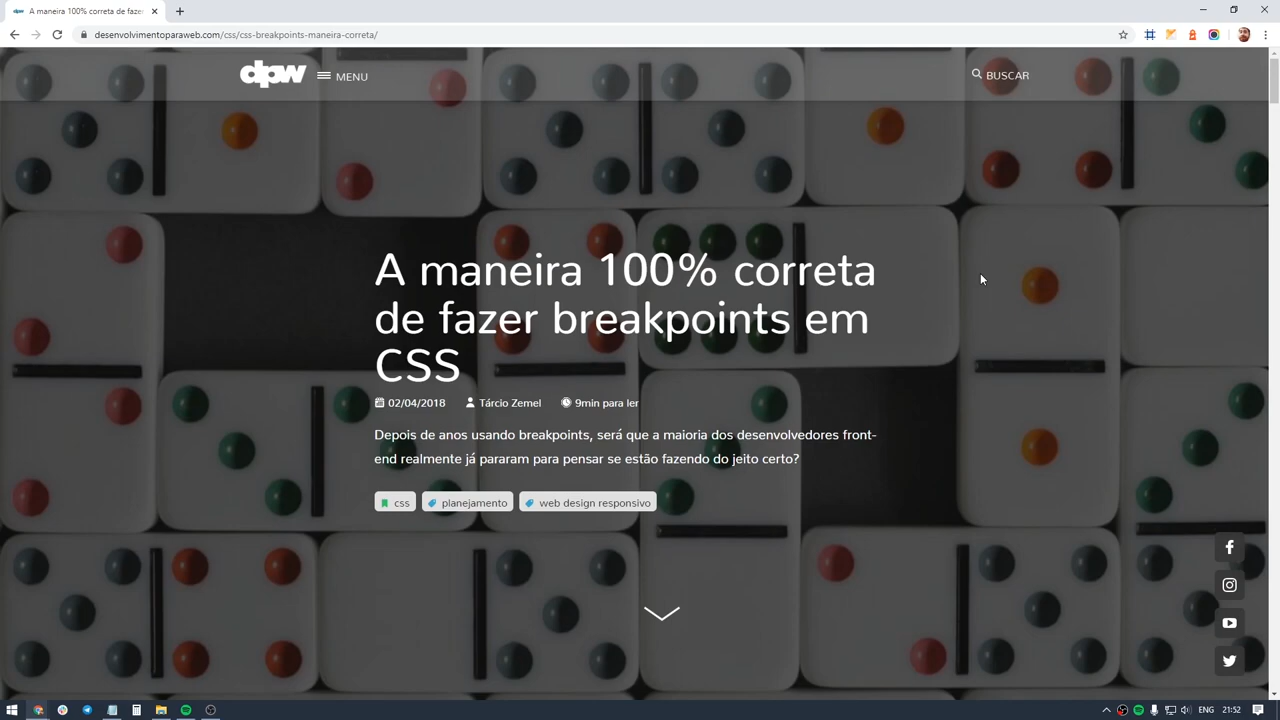 dpw A maneira 100% correta de fazer
desenvolvimentoparaweb.com/css/css-breakpoints-maneira-correta/
dpw MENU BUSCAR
A maneira 100% correta
de fazer breakpoints em
CSS
02/04/2018 Tárcio Zemel 9min para ler
Depois de anos usando breakpoints, será que a maioria dos desenvolvedores front-
end realmente já pararam para pensar se estão fazendo do jeito certo?
css planejamento web design responsivo
ENG 21:52